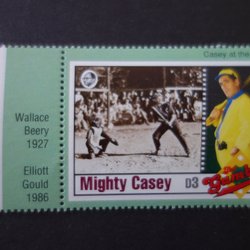 Casey at the
Wallace
Beery
1927
Elliott
Gould
1986
Mighty Casey D3